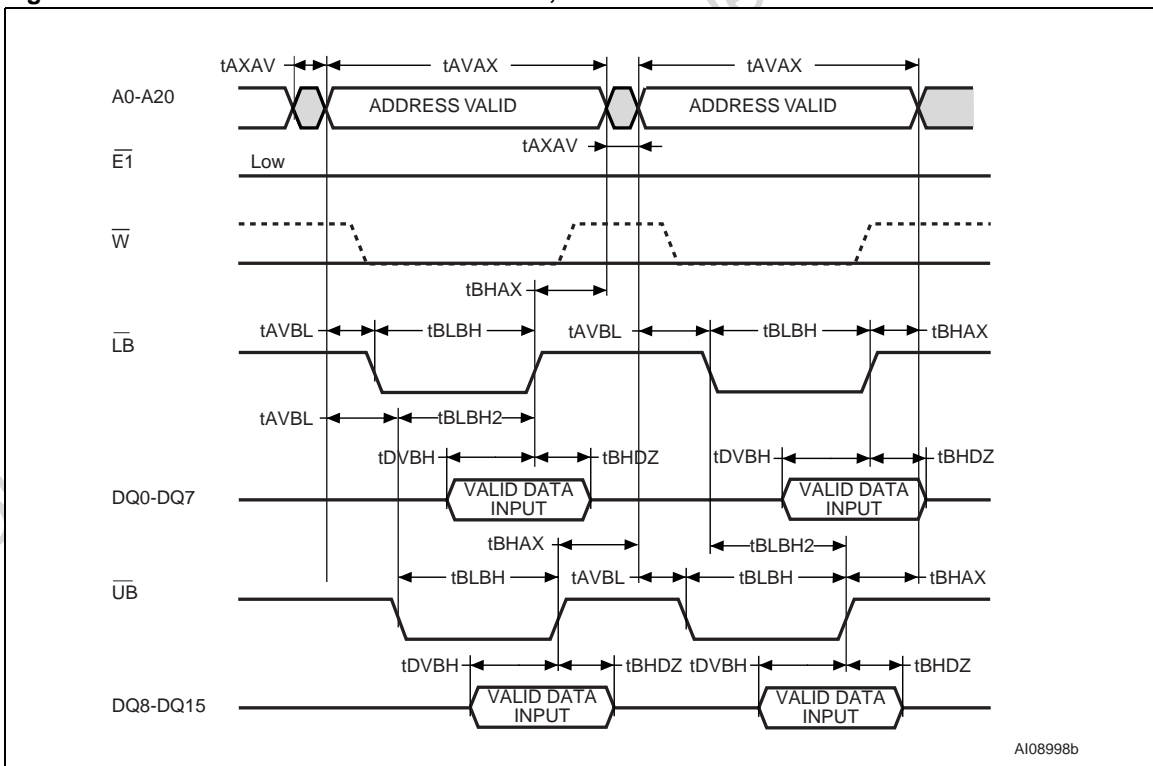 tAXAV tAVAX tAVAX
A0-A20 ADDRESS VALID ADDRESS VALID
tAXAV
E1 Low
W
tBHAX
tAVBL tBLBH tAVBL tBLBH tBHAX
LB
tAVBL tBLBH2
tDVBH tBHDZ tDVBH tBHDZ
DQ0-DQ7 VALID DATA INPUT VALID DATA INPUT
tBHAX tBLBH2
UB tBLBH tAVBL tBLBH tBHAX
tDVBH tBHDZ tDVBH tBHDZ
DQ8-DQ15 VALID DATA INPUT VALID DATA INPUT
AI08998b